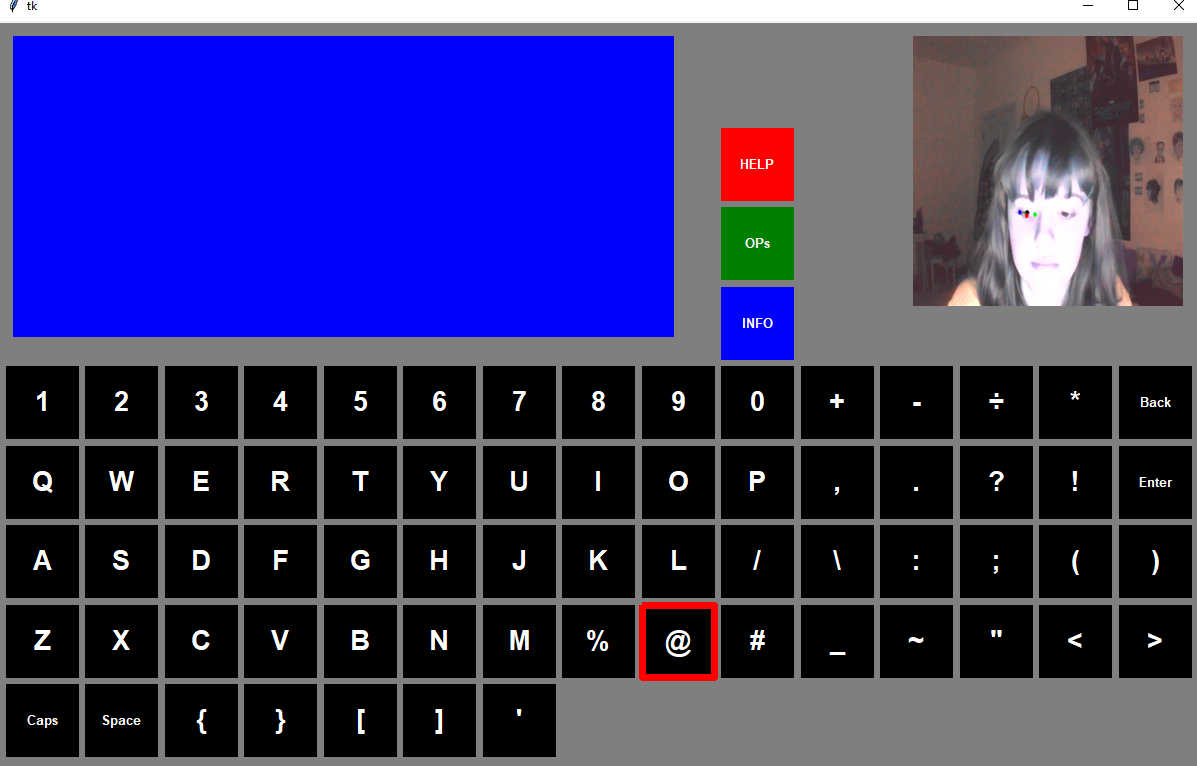 tk
HELP
OPs
INFO
1 2 3 4 5 6 7 8 9 0 + - ÷ * Back
Q W E R T Y U I O P , . ? ! Enter
A S D F G H J K L / \ : ; ( )
Z X C V B N M % @ # _ ~ " < >
Caps Space { } [ ] '